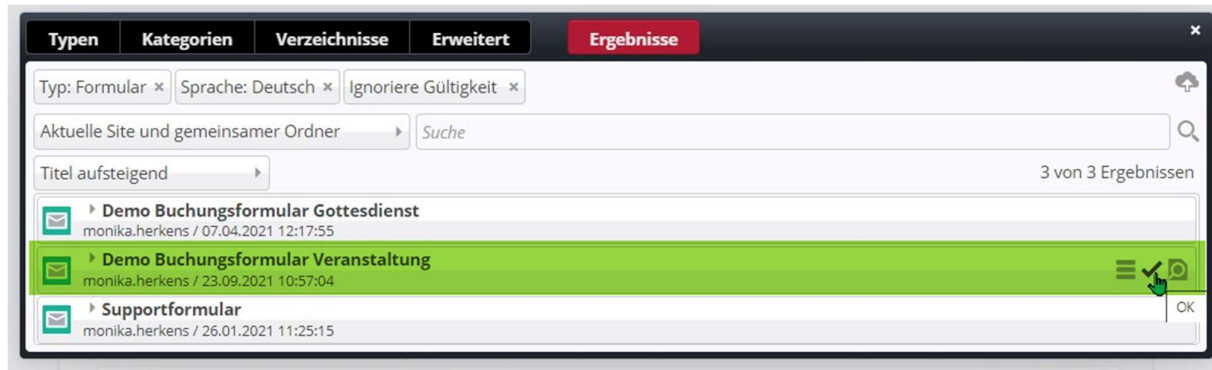 Typen Kategorien Verzeichnisse Erweitert Ergebnisse
Typ: Formular × Sprache: Deutsch × Ignoriere Gültigkeit ×
Aktuelle Site und gemeinsamer Ordner Suche
Titel aufsteigend 3 von 3 Ergebnissen
Demo Buchungsformular Gottesdienst
monika.herkens / 07.04.2021 12:17:55
Demo Buchungsformular Veranstaltung
monika.herkens / 23.09.2021 10:57:04
OK
Supportformular
monika.herkens / 26.01.2021 11:25:15